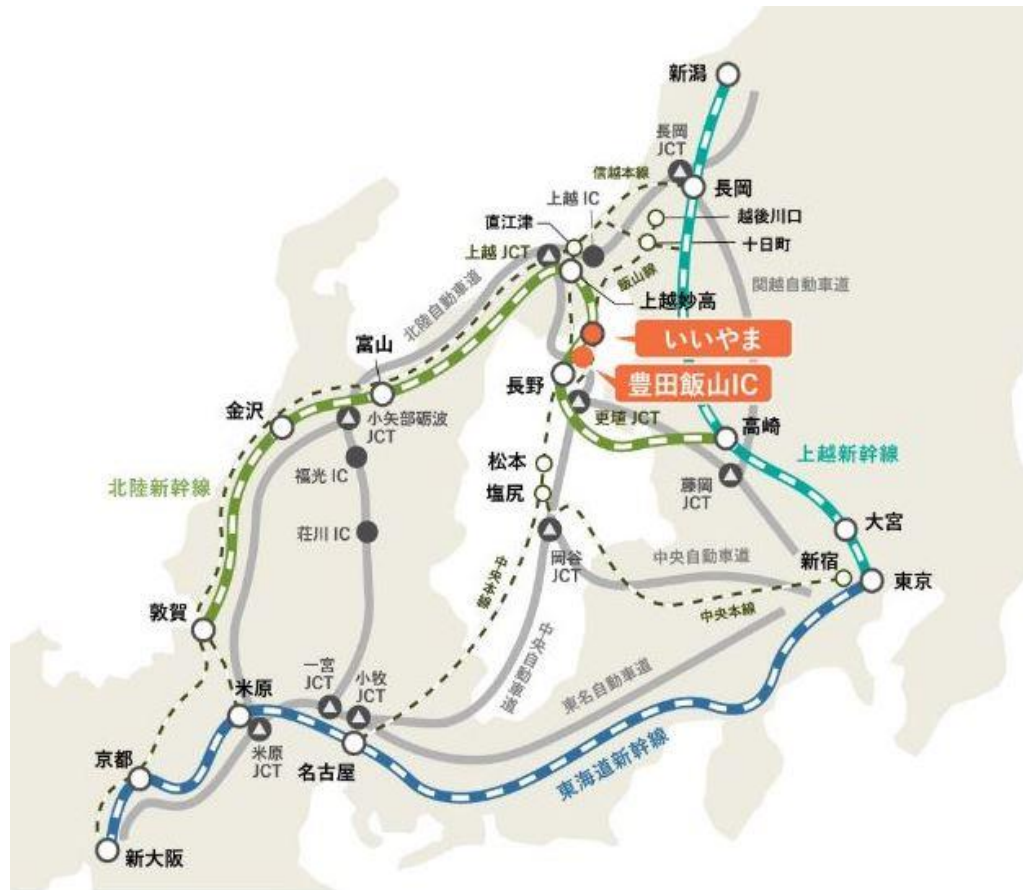 新潟
長岡
JCT
信越本線
長岡
上越 IC
直江津
越後川口
十日町
上越 JCT
飯山線
関越自動車道
北陸自動車道
上越妙高
いいやま
富山
豊田飯山IC
長野
金沢
小矢部砺波
JCT
更埴 JCT
高崎
上越新幹線
松本
福光 IC
北陸新幹線
塩尻
藤岡
JCT
大宮
荘川 IC
岡谷
JCT
中央自動車道
新宿
東京
中央本線
中央本線
敦賀
中央自動車道
一宮
JCT
小牧
JCT
東名自動車道
米原
米原
JCT
名古屋
東海道新幹線
京都
新大阪